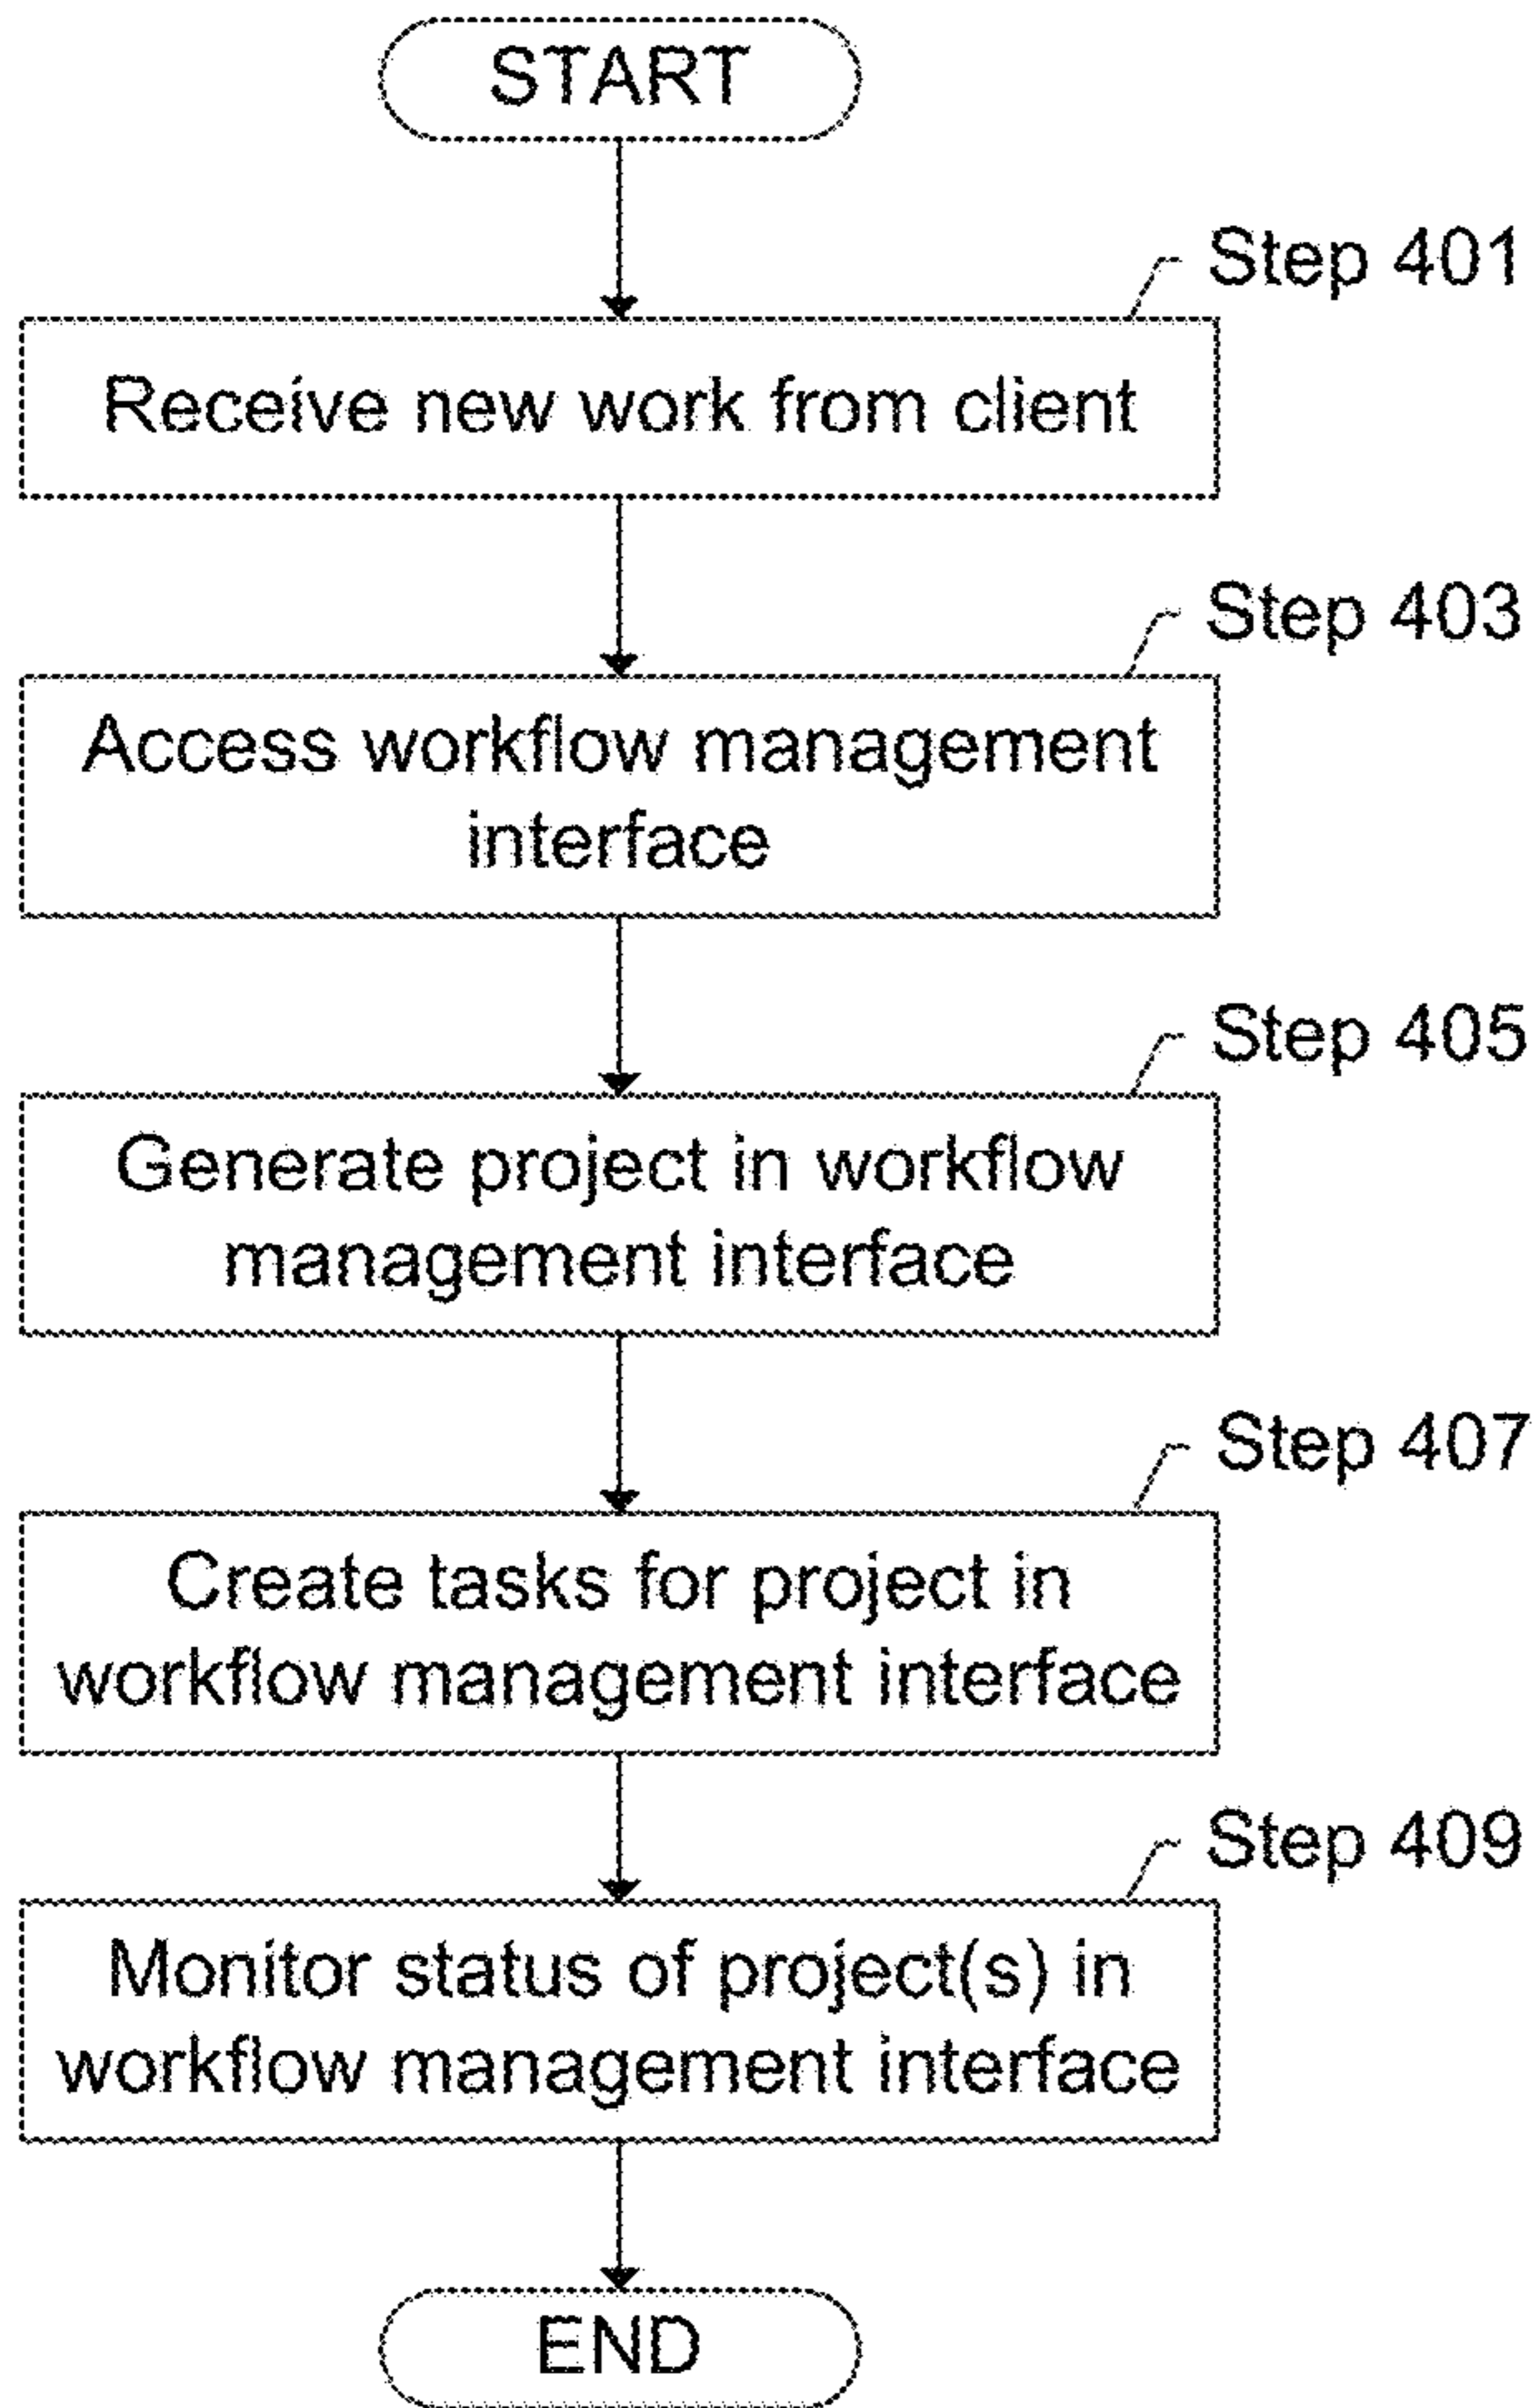 START
Step 401
Receive new work from client
Step 403
Access workflow management
interface
Step 405
Generate project in workflow
management interface
Step 407
Create tasks for project in
workflow management interface
Step 409
Monitor status of project(s) in
workflow management interface
END